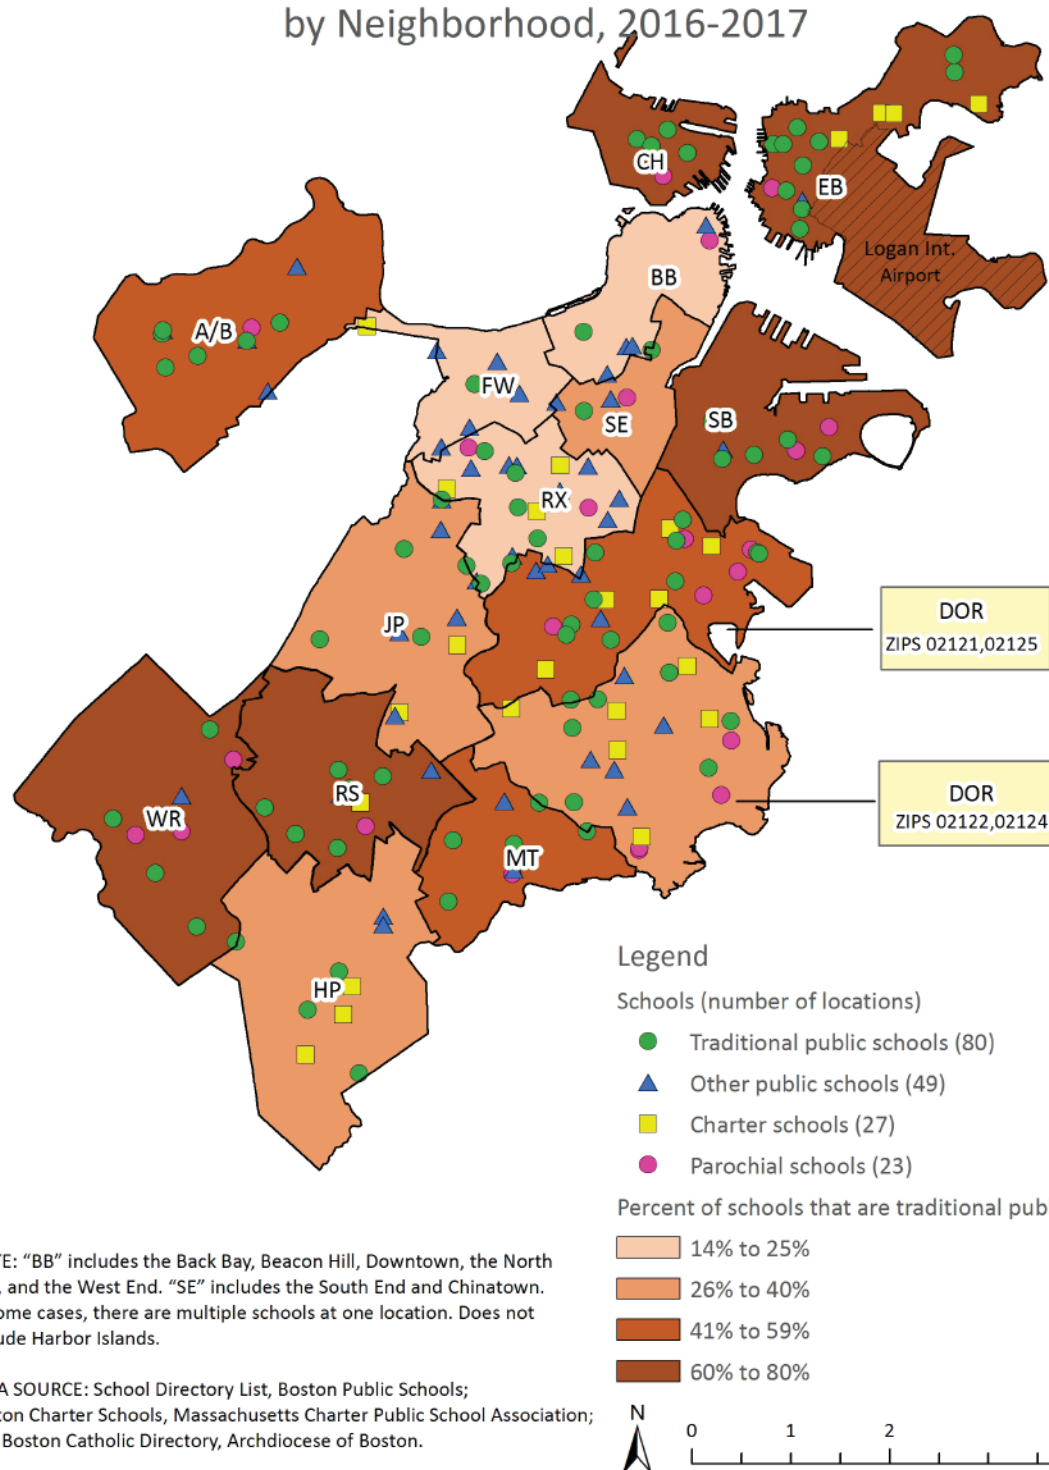 by Neighborhood, 2016-2017
CH
EB
Logan Int.
Airport
BB
A/B
FW
SE
SB
RX
JP
DOR
ZIPS 02121,02125
WR
RS
MT
DOR
ZIPS 02122,02124
HP
Legend
Schools (number of locations)
Traditional public schools (80)
Other public schools (49)
Charter schools (27)
Parochial schools (23)
Percent of schools that are traditional pub
14% to 25%
26% to 40%
41% to 59%
60% to 80%
TE: “BB” includes the Back Bay, Beacon Hill, Downtown, the North
, and the West End. “SE” includes the South End and Chinatown.
ome cases, there are multiple schools at one location. Does not
ude Harbor Islands.
A SOURCE: School Directory List, Boston Public Schools;
ton Charter Schools, Massachusetts Charter Public School Association;
Boston Catholic Directory, Archdiocese of Boston.
N
0 1 2